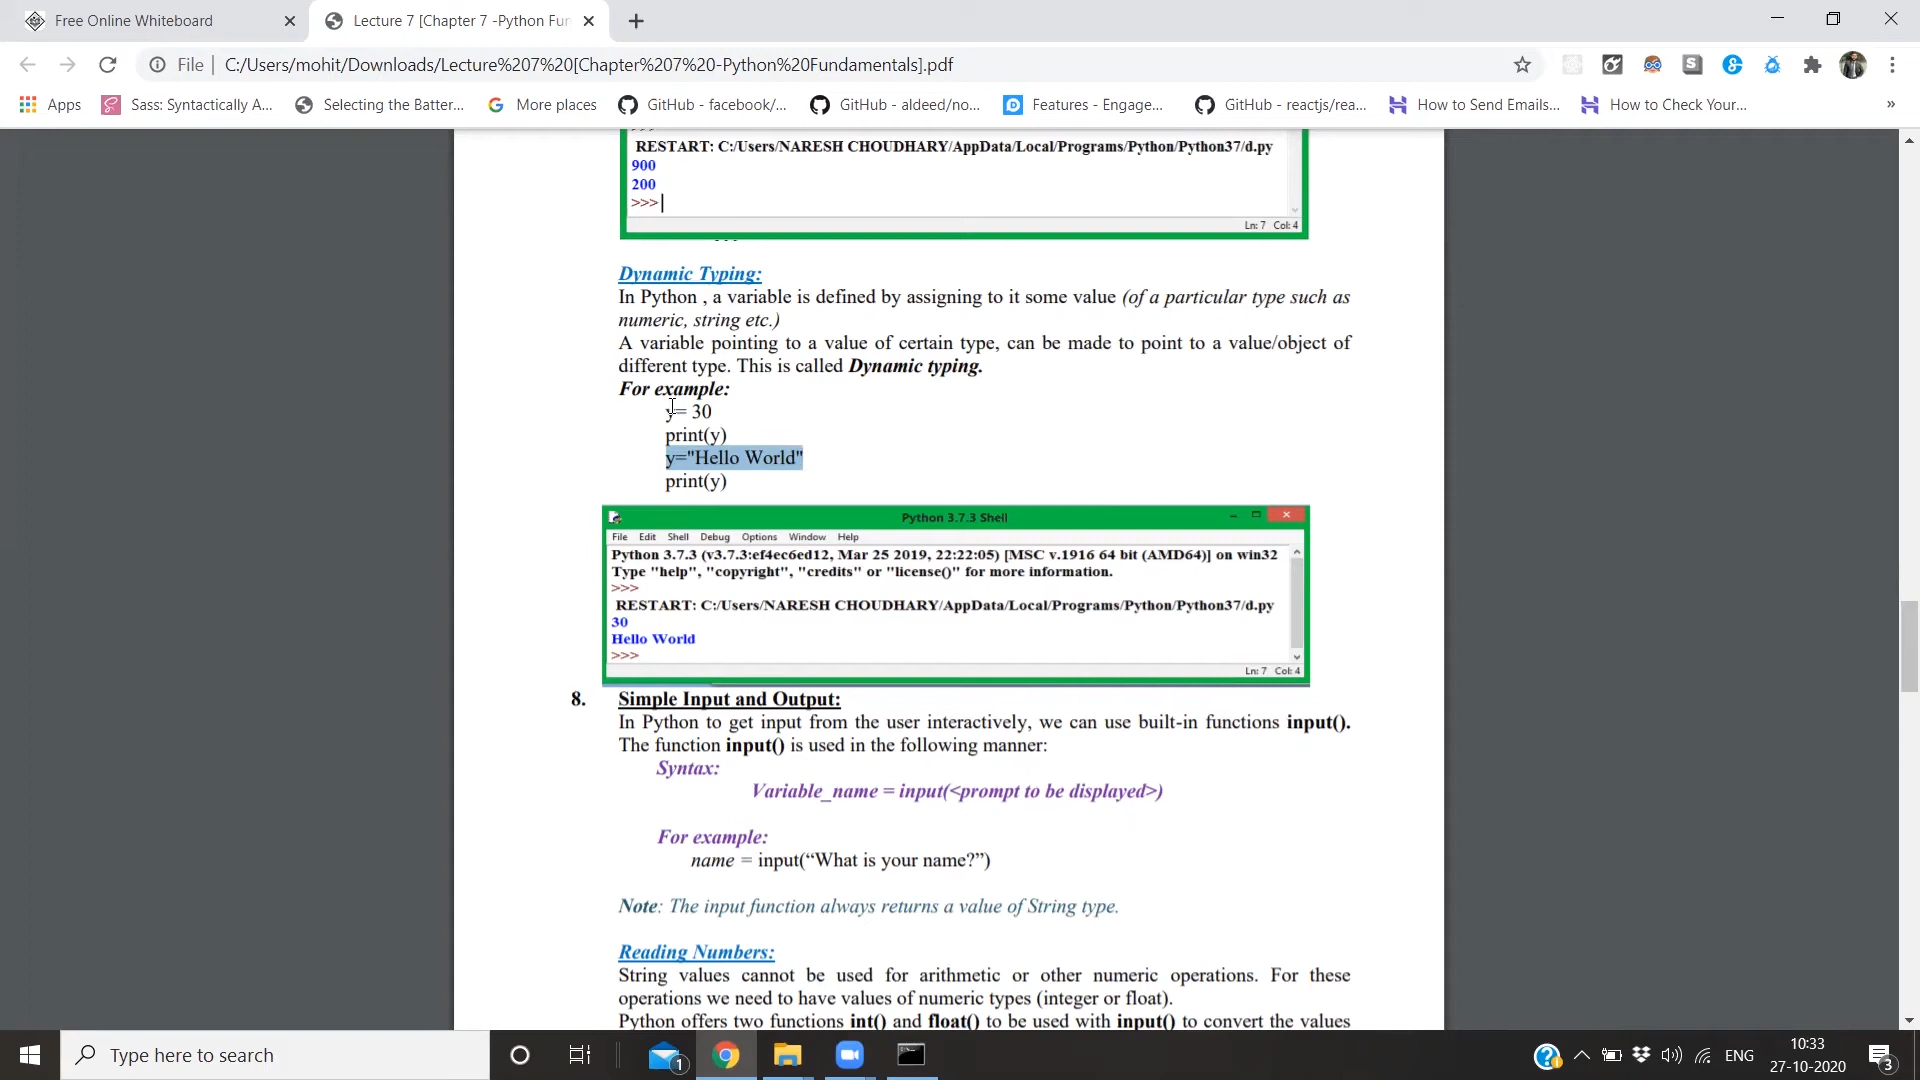 Free Online Whiteboard
Lecture 7 [Chapter 7 -Python Fun
File
C:/Users/mohit/Downloads/Lecture%207%20[Chapter%207%20-Python%20Fundamentals].pdf
Apps
Sass: Syntactically A...
Selecting the Batter...
More places
GitHub - facebook/...
GitHub - aldeed/no...
Features - Engage...
GitHub - reactjs/rea...
How to Send Emails...
How to Check Your...
»
RESTART: C:/Users/NARESH CHOUDHARY/AppData/Local/Programs/Python/Python37/d.py
900
200
>>>
Ln: 7 Col: 4
Dynamic Typing:
In Python , a variable is defined by assigning to it some value (of a particular type such as
numeric, string etc.)
A variable pointing to a value of certain type, can be made to point to a value/object of
different type. This is called Dynamic typing.
For example:
y= 30
print(y)
y="Hello World"
print(y)
Python 3.7.3 Shell
File Edit Shell Debug Options Window Help
Python 3.7.3 (v3.7.3:ef4ec6ed12, Mar 25 2019, 22:22:05) [MSC v.1916 64 bit (AMD64)] on win32
Type "help", "copyright", "credits" or "license()" for more information.
>>>
RESTART: C:/Users/NARESH CHOUDHARY/AppData/Local/Programs/Python/Python37/d.py
30
Hello World
>>>
Ln: 7 Col: 4
8. Simple Input and Output:
In Python to get input from the user interactively, we can use built-in functions input().
The function input() is used in the following manner:
Syntax:
Variable_name = input(<prompt to be displayed>)
For example:
name = input(“What is your name?”)
Note: The input function always returns a value of String type.
Reading Numbers:
String values cannot be used for arithmetic or other numeric operations. For these
operations we need to have values of numeric types (integer or float).
Python offers two functions int() and float() to be used with input() to convert the values
Type here to search
1
ENG
10:33
27-10-2020
3